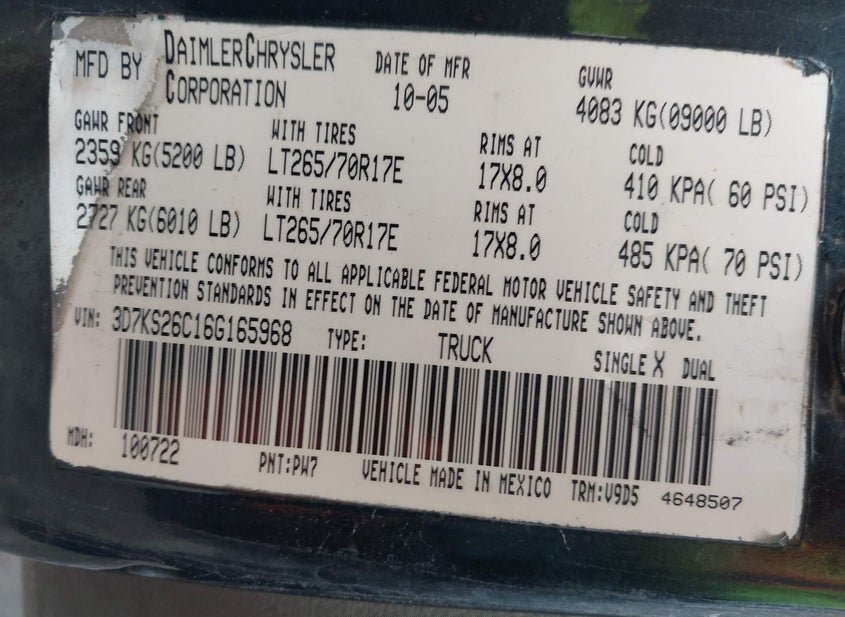 MFD BY DAIMLERCHRYSLER CORPORATION DATE OF MFR 10-05 GVWR 4083 KG(09000 LB)
GAWR FRONT WITH TIRES RIMS AT COLD
2359 KG(5200 LB) LT265/70R17E 17X8.0 410 KPA( 60 PSI)
GAWR REAR WITH TIRES RIMS AT COLD
2727 KG(6010 LB) LT265/70R17E 17X8.0 485 KPA( 70 PSI)
THIS VEHICLE CONFORMS TO ALL APPLICABLE FEDERAL MOTOR VEHICLE SAFETY AND THEFT
PREVENTION STANDARDS IN EFFECT ON THE DATE OF MANUFACTURE SHOWN ABOVE.
VIN: 3D7KS26C16G165968 TYPE: TRUCK SINGLE X DUAL
MDH: 100722 PNT:PW7 VEHICLE MADE IN MEXICO TRM:V9D5 4648507